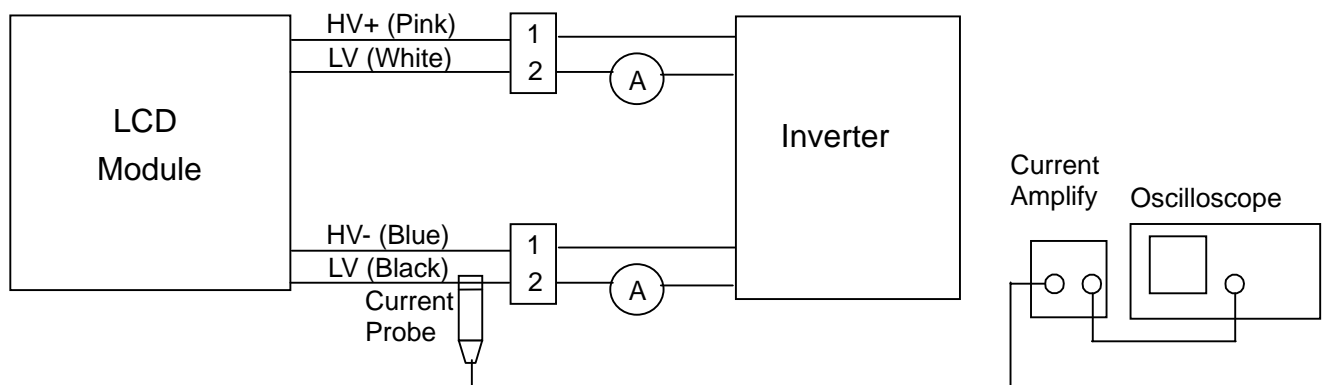 HV+ (Pink)
LV (White)
1
2
A
LCD
Module
Inverter
HV- (Blue)
LV (Black)
1
2
A
Current
Probe
Current
Amplify
Oscilloscope